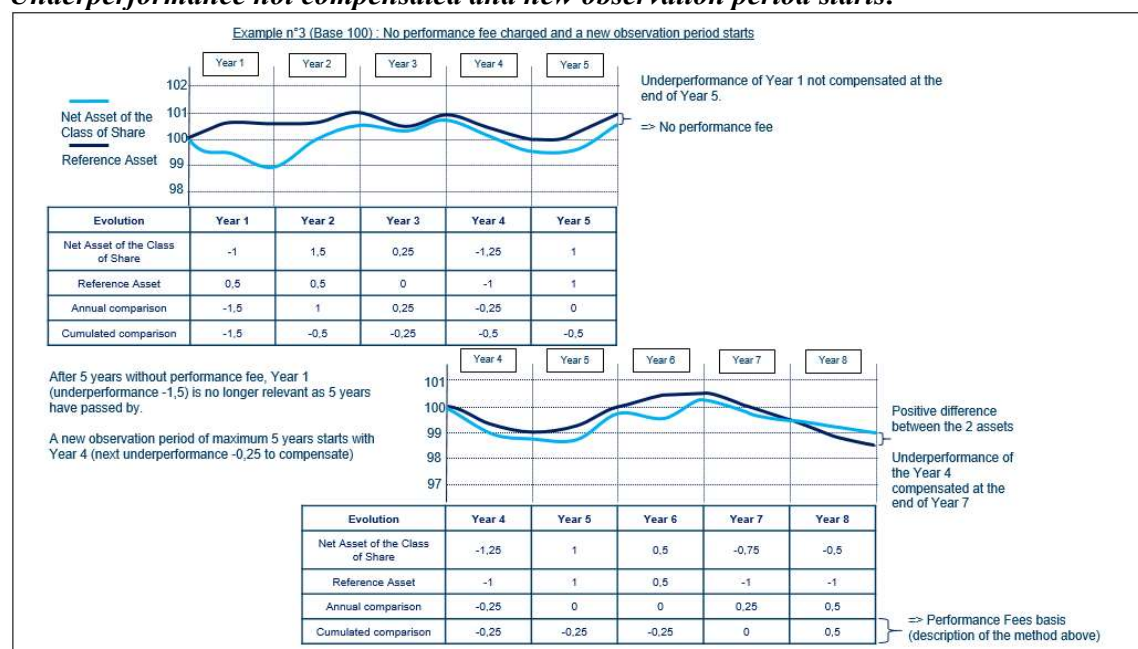 Underperformance not compensated and new observation period starts:
Example n°3 (Base 100) : No performance fee charged and a new observation period starts
Year 1 Year 2 Year 3 Year 4 Year 5
102
101
100
99
98
Net Asset of the
Class of Share
Reference Asset
Underperformance of Year 1 not compensated at the
end of Year 5.
=> No performance fee
Evolution Year 1 Year 2 Year 3 Year 4 Year 5
Net Asset of the Class
of Share -1 1,5 0,25 -1,25 1
Reference Asset 0,5 0,5 0 -1 1
Annual comparison -1,5 1 0,25 -0,25 0
Cumulated comparison -1,5 -0,5 -0,25 -0,5 -0,5
After 5 years without performance fee, Year 1
(underperformance -1,5) is no longer relevant as 5 years
have passed by.
A new observation period of maximum 5 years starts with
Year 4 (next underperformance -0,25 to compensate)
Year 4 Year 5 Year 6 Year 7 Year 8
101
100
99
98
97
Positive difference
between the 2 assets
Underperformance of
the Year 4
compensated at the
end of Year 7
Evolution Year 4 Year 5 Year 6 Year 7 Year 8
Net Asset of the Class
of Share -1,25 1 0,5 -0,75 -0,5
Reference Asset -1 1 0,5 -1 -1
Annual comparison -0,25 0 0 0,25 0,5
Cumulated comparison -0,25 -0,25 -0,25 0 0,5
=> Performance Fees basis
(description of the method above)